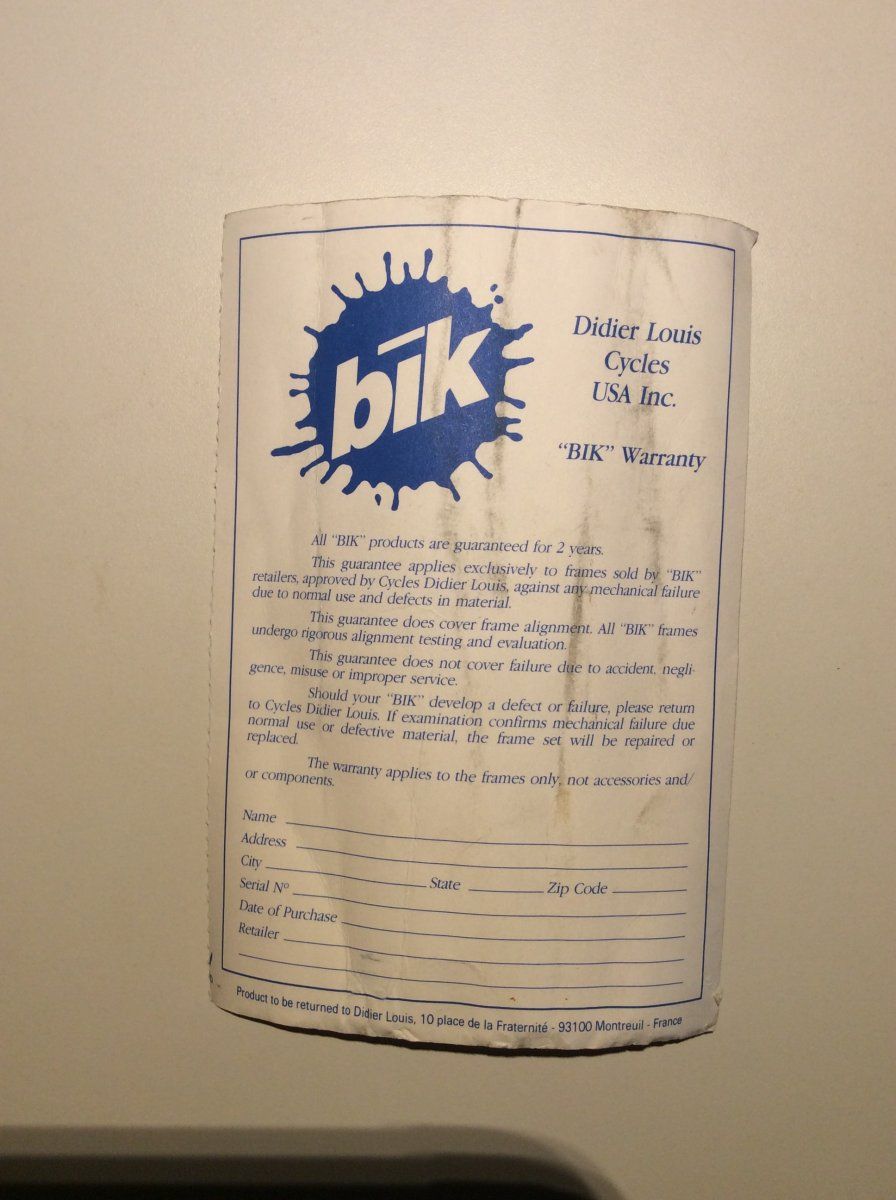 bik
Didier Louis
Cycles
USA Inc.
"BIK" Warranty
All "BIK" products are guaranteed for 2 years.
This guarantee applies exclusively to frames sold by "BIK"
retailers, approved by Cycles Didier Louis, against any mechanical failure
due to normal use and defects in material.
This guarantee does cover frame alignment. All "BIK" frames
undergo rigorous alignment testing and evaluation.
This guarantee does not cover failure due to accident, negli-
gence, misuse or improper service.
Should your "BIK" develop a defect or failure, please return
to Cycles Didier Louis. If examination confirms mechanical failure due
normal use or defective material, the frame set will be repaired or
replaced.
The warranty applies to the frames only, not accessories and/
or components.
Name
Address
City State Zip Code
Serial Nº
Date of Purchase
Retailer
Product to be returned to Didier Louis, 10 place de la Fraternité - 93100 Montreuil - France